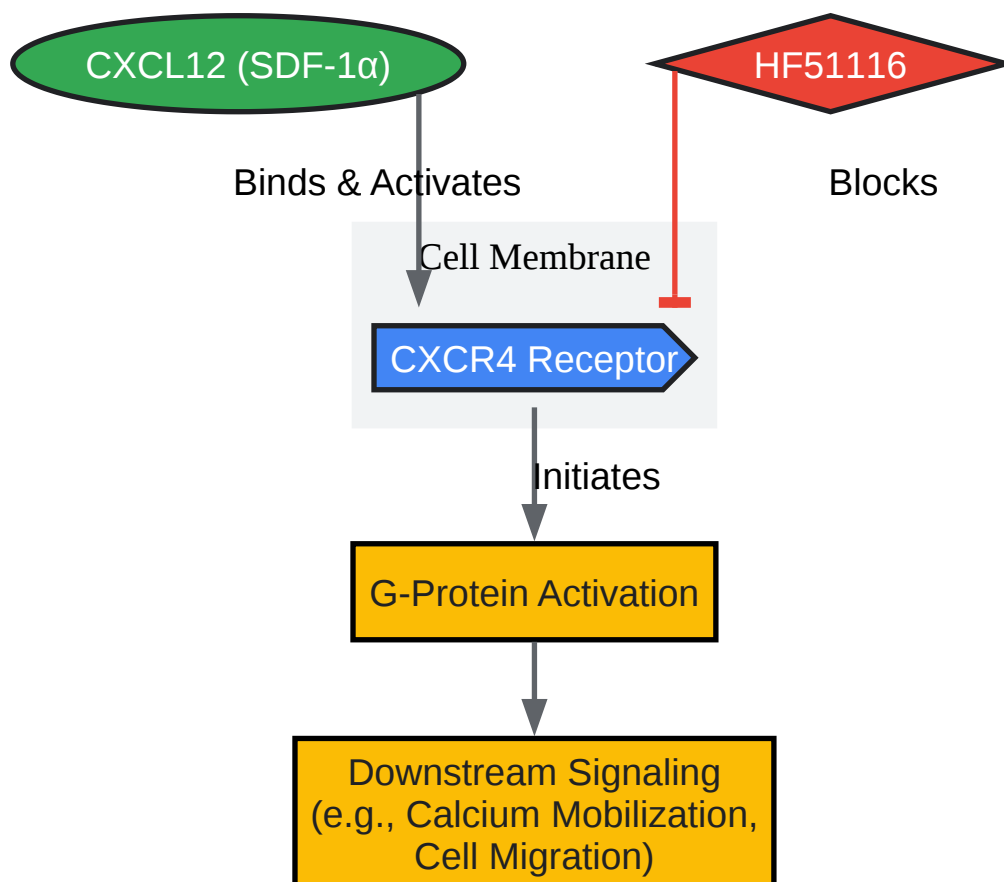 CXCL12 (SDF-1α)
HF51116
Binds & Activates
Blocks
Cell Membrane
CXCR4 Receptor
Initiates
G-Protein Activation
Downstream Signaling
(e.g., Calcium Mobilization,
Cell Migration)